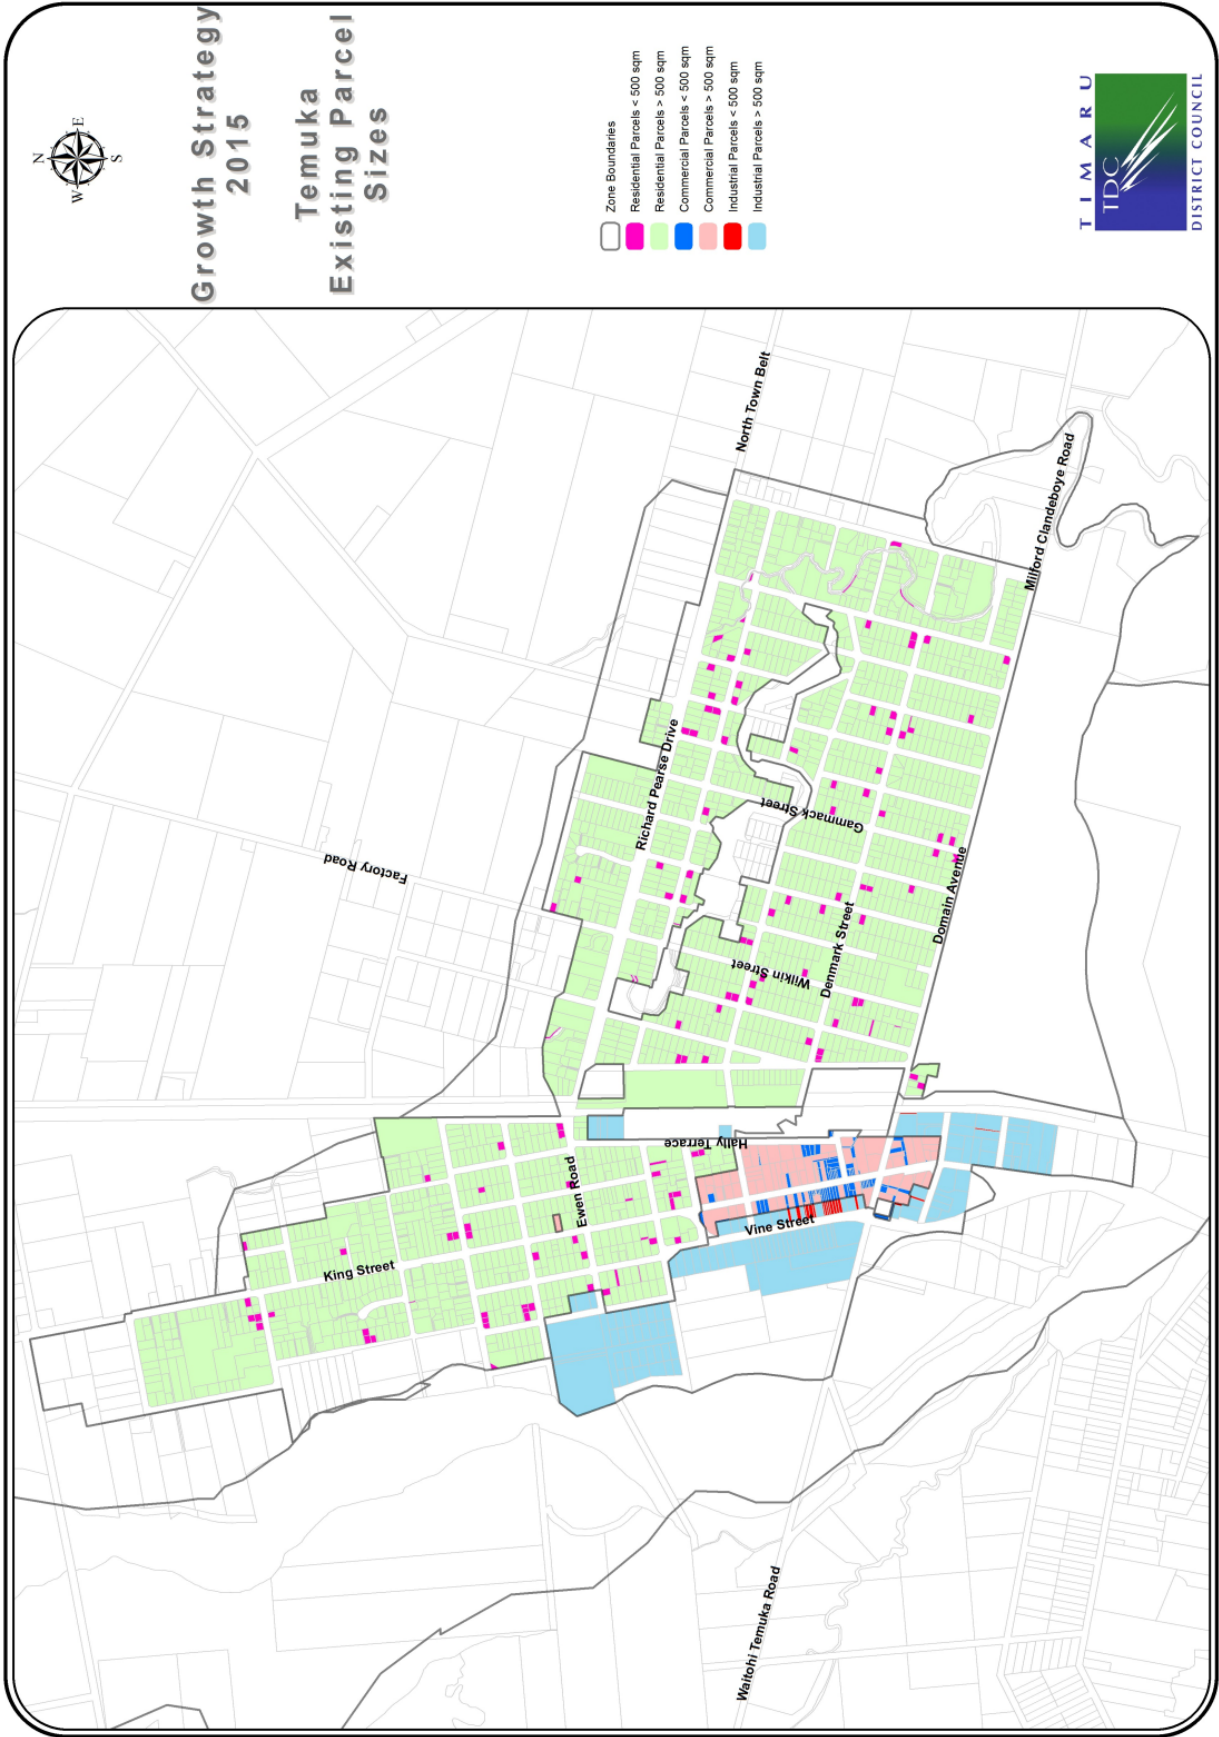 N
W
E
S
Growth Strategy
2015
Temuka
Existing Parcel
Sizes
Zone Boundaries
Residential Parcels < 500 sqm
Residential Parcels > 500 sqm
Commercial Parcels < 500 sqm
Commercial Parcels > 500 sqm
Industrial Parcels < 500 sqm
Industrial Parcels > 500 sqm
TIMARU
TDC
DISTRICT COUNCIL
North Town Belt
Milford Clandeboye Road
Richard Pearse Drive
Gammack Street
Factory Road
Domain Avenue
Denmark Street
Wilkin Street
Hally Terrace
Ewen Road
Vine Street
King Street
Waitohi Temuka Road